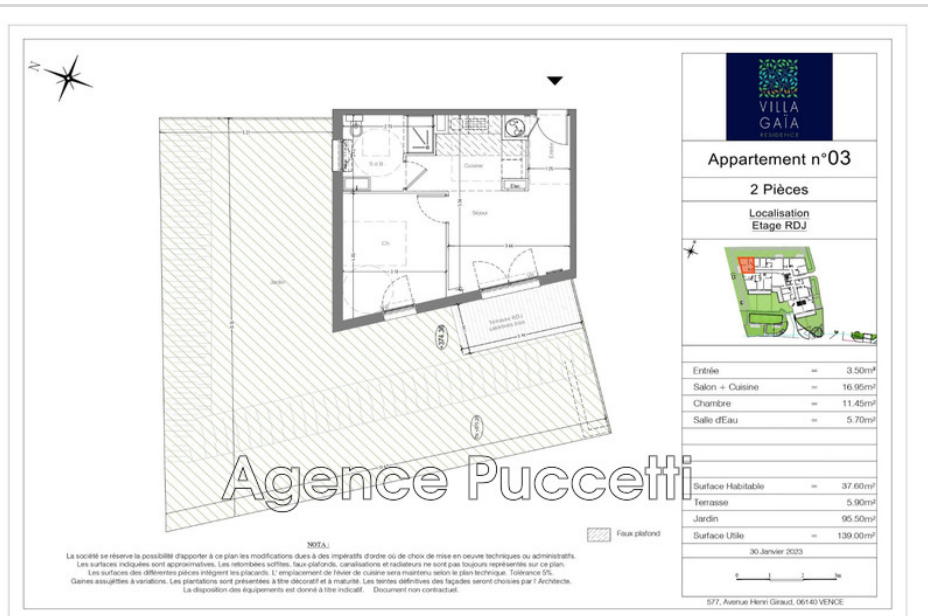 N
VILLA
GAÏA
RESIDENCE
Appartement n°03
2 Pièces
Localisation
Etage RDJ
S.d.B.
Cuisine
Entrée
Elec.
Séjour
Ch.
Jardin
Terrasse RDJ
+374.36
Entrée = 3.50m²
Salon + Cuisine = 16.95m²
Chambre = 11.45m²
Salle d'Eau = 5.70m²
Surface Habitable = 37.60m²
Terrasse 5.90m²
Jardin 95.50m²
Surface Utile = 139.00m²
30 Janvier 2023
Agence Puccetti
Faux plafond
NOTA :
La société se réserve la possibilité d'apporter à ce plan les modifications dues à des impératifs d'ordre où de choix de mise en oeuvre techniques ou administratifs.
Les surfaces indiquées sont approximatives. Les retombées soffites, faux-plafonds, canalisations et radiateurs ne sont pas toujours représentés sur ce plan.
Les surfaces des différentes pièces intègrent les placards. L' emplacement de l'évier de cuisine sera maintenu selon le plan technique. Tolérance 5%.
Gaines assujéties à variations. Les plantations sont présentées à titre décoratif et à maturité. Les teintes définitives des façades seront choisies par l' Architecte.
La disposition des équipements est donné à titre indicatif. Document non contractuel.
577, Avenue Henri Giraud, 06140 VENCE